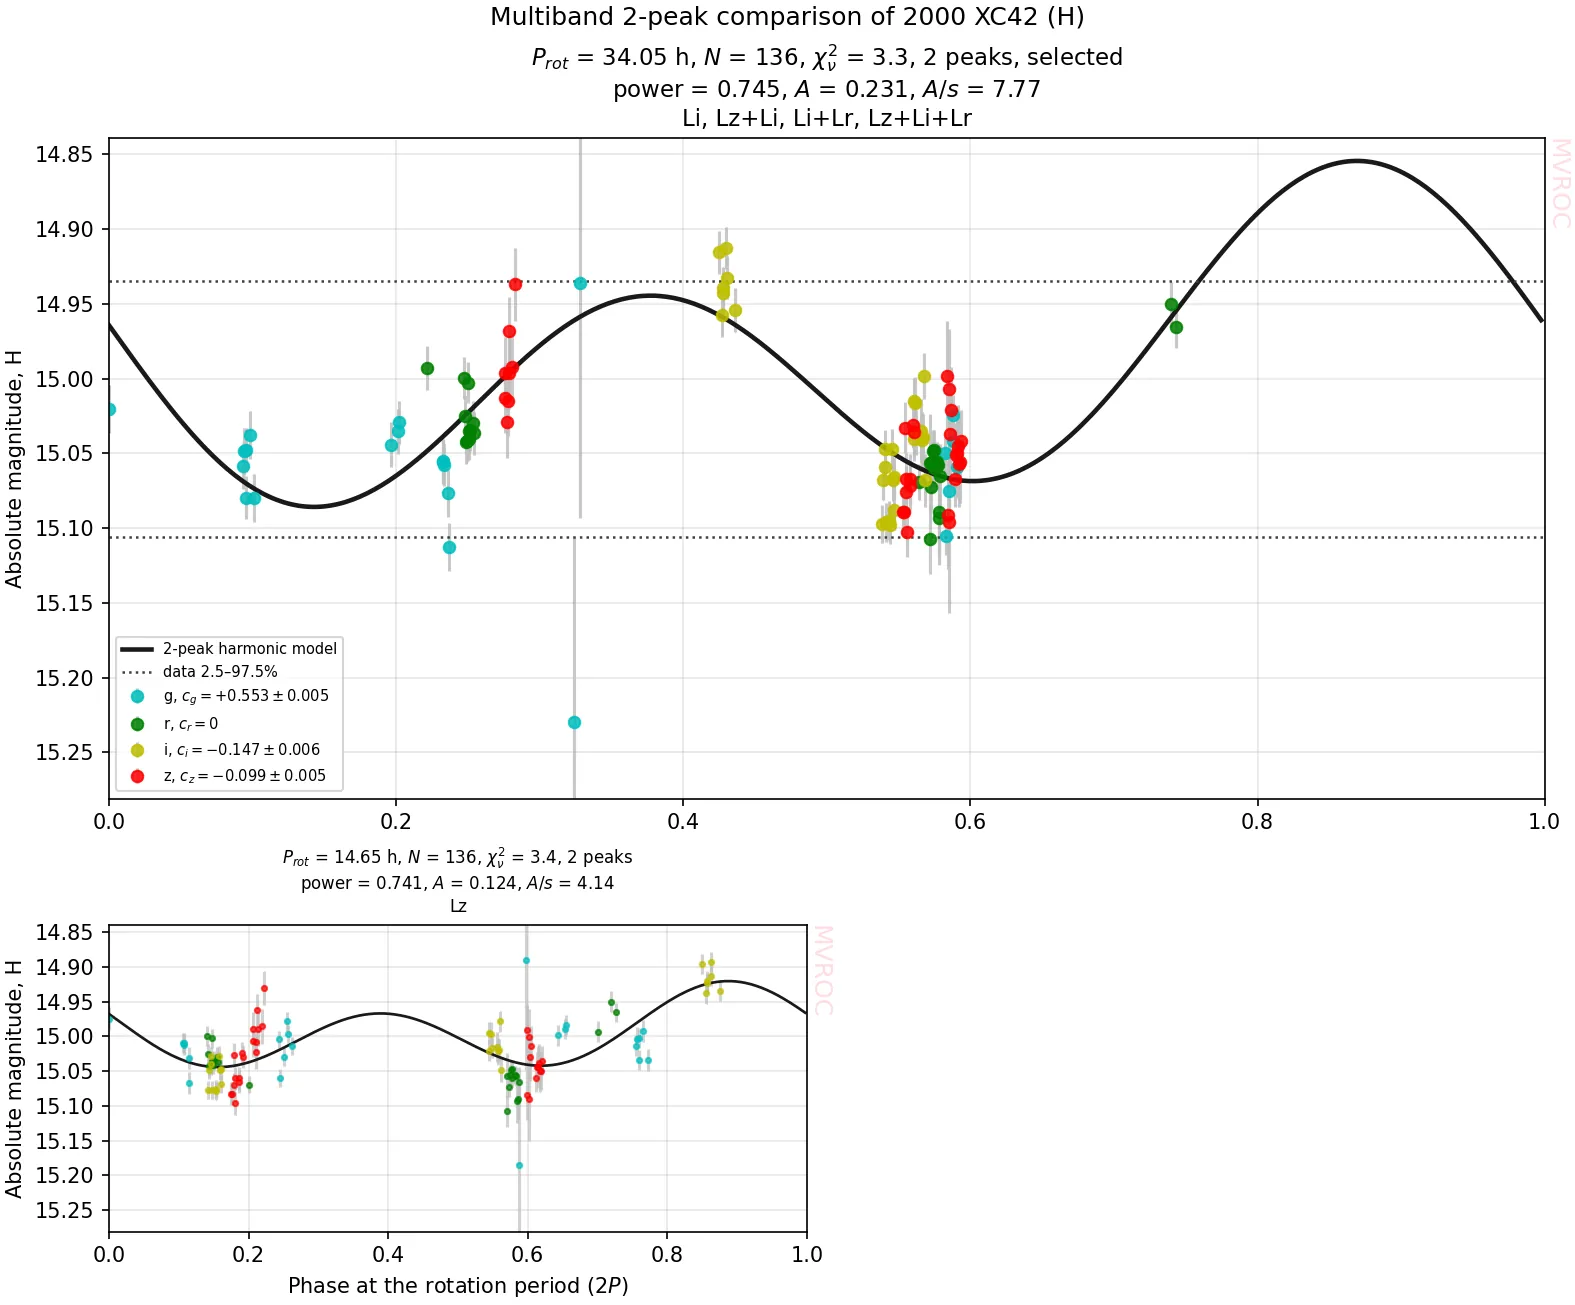 Multiband 2-peak comparison of 2000 XC42 (H)
P_rot = 34.05 h, N = 136, χ²_ν = 3.3, 2 peaks, selected
power = 0.745, A = 0.231, A/s = 7.77
Li, Lz+Li, Li+Lr, Lz+Li+Lr
14.85
14.90
14.95
15.00
15.05
15.10
15.15
15.20
15.25
Absolute magnitude, H
MVROC
2-peak harmonic model
data 2.5–97.5%
g, c_g = +0.553 ± 0.005
r, c_r = 0
i, c_i = −0.147 ± 0.006
z, c_z = −0.099 ± 0.005
0.0 0.2 0.4 0.6 0.8 1.0
P_rot = 14.65 h, N = 136, χ²_ν = 3.4, 2 peaks
power = 0.741, A = 0.124, A/s = 4.14
Lz
14.85
14.90
14.95
15.00
15.05
15.10
15.15
15.20
15.25
Absolute magnitude, H
MVROC
0.0 0.2 0.4 0.6 0.8 1.0
Phase at the rotation period (2P)